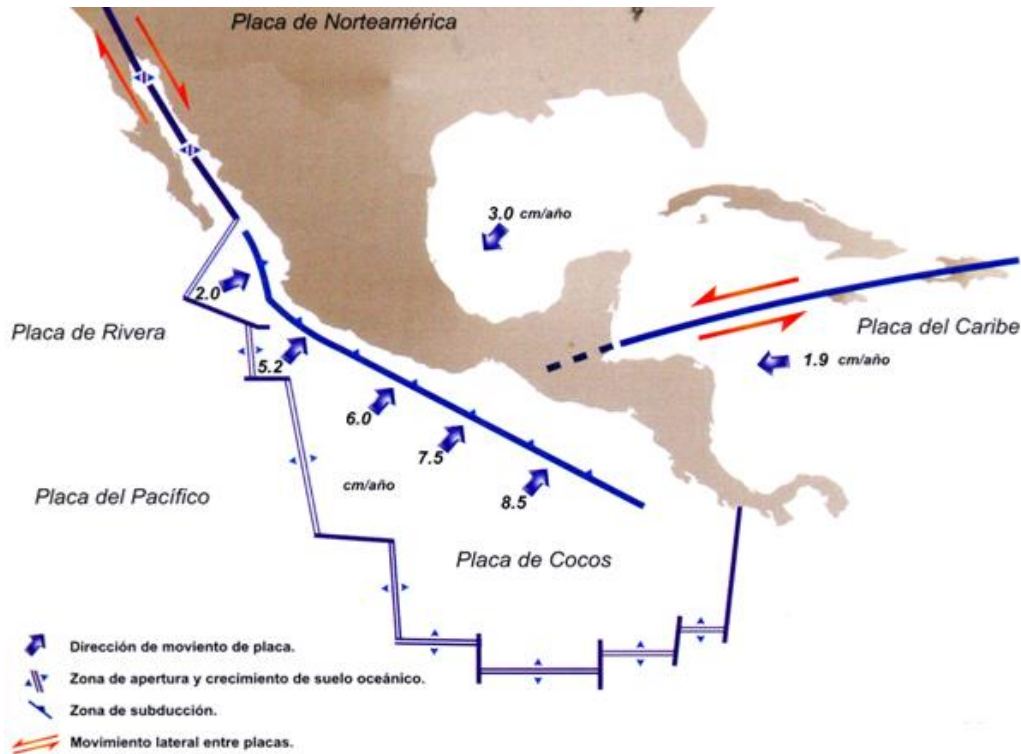 Placa de Norteamérica
3.0 cm/año
2.0
Placa de Rivera
Placa del Caribe
1.9 cm/año
5.2
6.0
7.5
cm/año
8.5
Placa del Pacífico
Placa de Cocos
Dirección de moviento de placa.
Zona de apertura y crecimiento de suelo oceánico.
Zona de subducción.
Movimiento lateral entre placas.